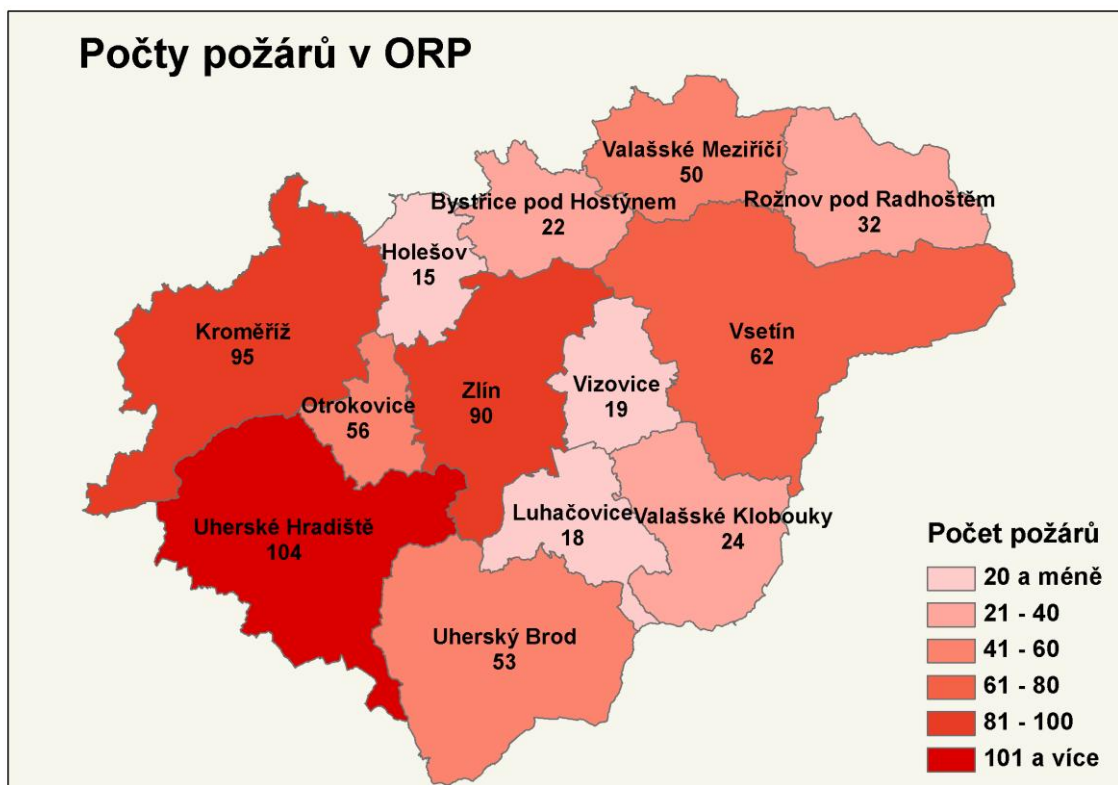 Počty požárů v ORP
Valašské Meziříčí
50
Bystřice pod Hostýnem
22
Rožnov pod Radhoštěm
32
Holešov
15
Kroměříž
95
Vsetín
62
Zlín
90
Vizovice
19
Otrokovice
56
Uherské Hradiště
104
Luhačovice
18
Valašské Klobouky
24
Uherský Brod
53
Počet požárů
20 a méně
21 - 40
41 - 60
61 - 80
81 - 100
101 a více